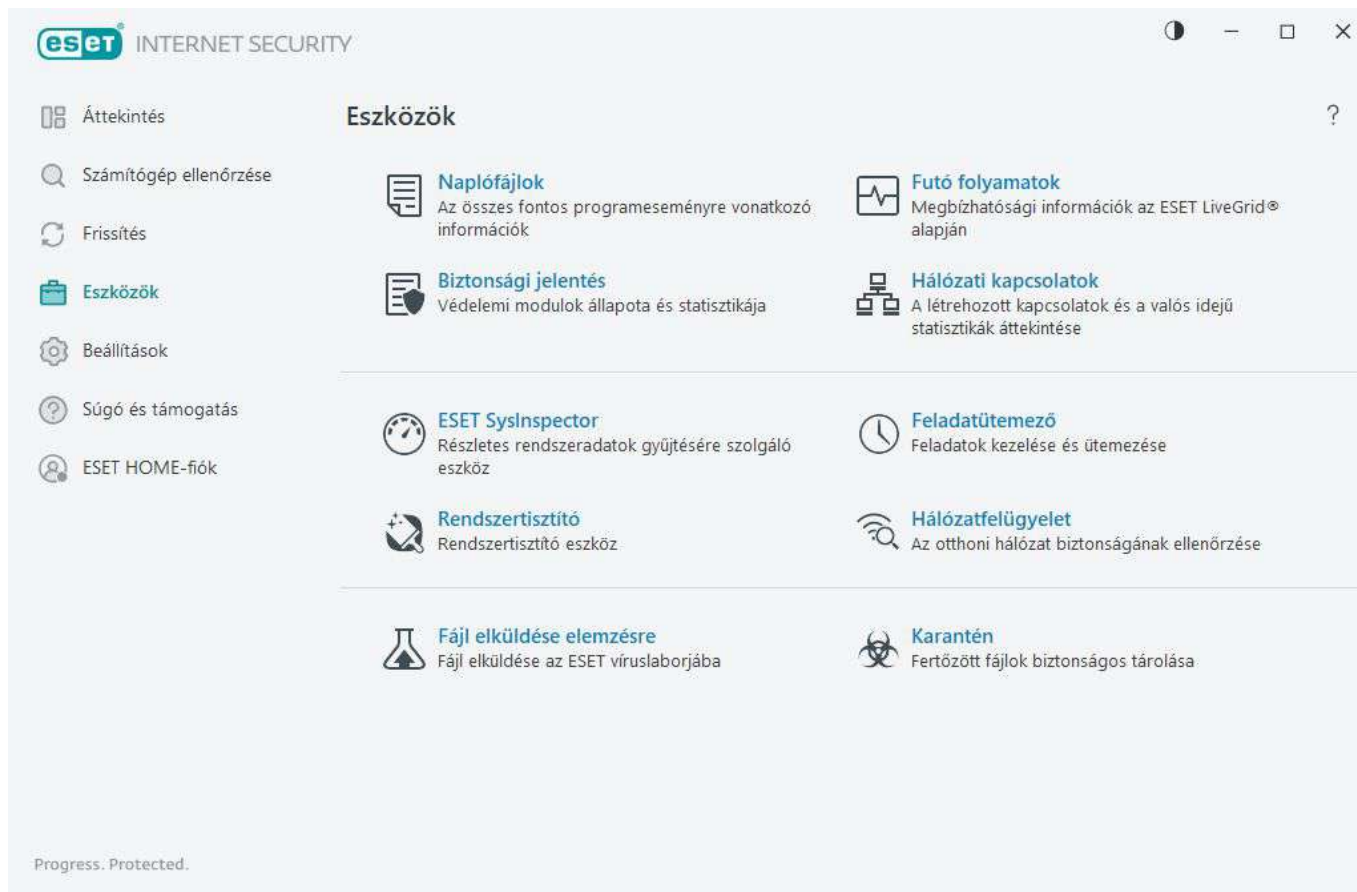 eset INTERNET SECURITY
Áttekintés
Számítógép ellenőrzése
Frissítés
Eszközök
Beállítások
Súgó és támogatás
ESET HOME-fiók
Eszközök
?
Naplófájlok
Az összes fontos programeseményre vonatkozó
információk
Futó folyamatok
Megbízhatósági információk az ESET LiveGrid®
alapján
Biztonsági jelentés
Védelemi modulok állapota és statisztikája
Hálózati kapcsolatok
A létrehozott kapcsolatok és a valós idejű
statisztikák áttekintése
ESET SysInspector
Részletes rendszeradatok gyűjtésére szolgáló
eszköz
Feladatütemező
Feladatok kezelése és ütemezése
Rendszertisztító
Rendszertisztító eszköz
Hálózatfelügyelet
Az otthoni hálózat biztonságának ellenőrzése
Fájl elküldése elemzésre
Fájl elküldése az ESET víruslaborjába
Karantén
Fertőzött fájlok biztonságos tárolása
Progress. Protected.